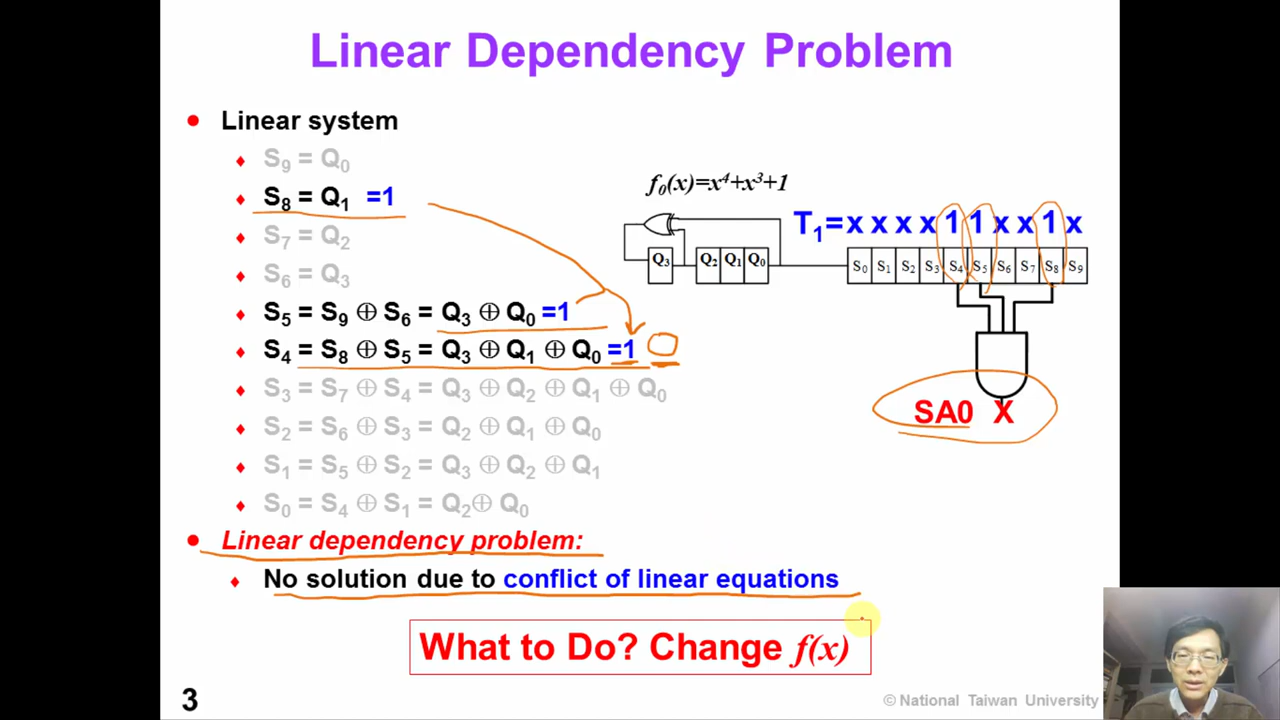 Linear Dependency Problem
• Linear system
♦ S₉ = Q₀
♦ S₈ = Q₁ =1
♦ S₇ = Q₂
♦ S₆ = Q₃
♦ S₅ = S₉ ⊕ S₆ = Q₃ ⊕ Q₀ =1
♦ S₄ = S₈ ⊕ S₅ = Q₃ ⊕ Q₁ ⊕ Q₀ =1 0
♦ S₃ = S₇ ⊕ S₄ = Q₃ ⊕ Q₂ ⊕ Q₁ ⊕ Q₀
♦ S₂ = S₆ ⊕ S₃ = Q₂ ⊕ Q₁ ⊕ Q₀
♦ S₁ = S₅ ⊕ S₂ = Q₃ ⊕ Q₂ ⊕ Q₁
♦ S₀ = S₄ ⊕ S₁ = Q₂⊕ Q₀
f₀(x)=x⁴+x³+1
T₁= x x x x 1 1 x x 1 x
Q₃ Q₂ Q₁ Q₀
S₀ S₁ S₂ S₃ S₄ S₅ S₆ S₇ S₈ S₉
SA0 X
• Linear dependency problem:
♦ No solution due to conflict of linear equations
What to Do? Change f(x)
3
© National Taiwan University